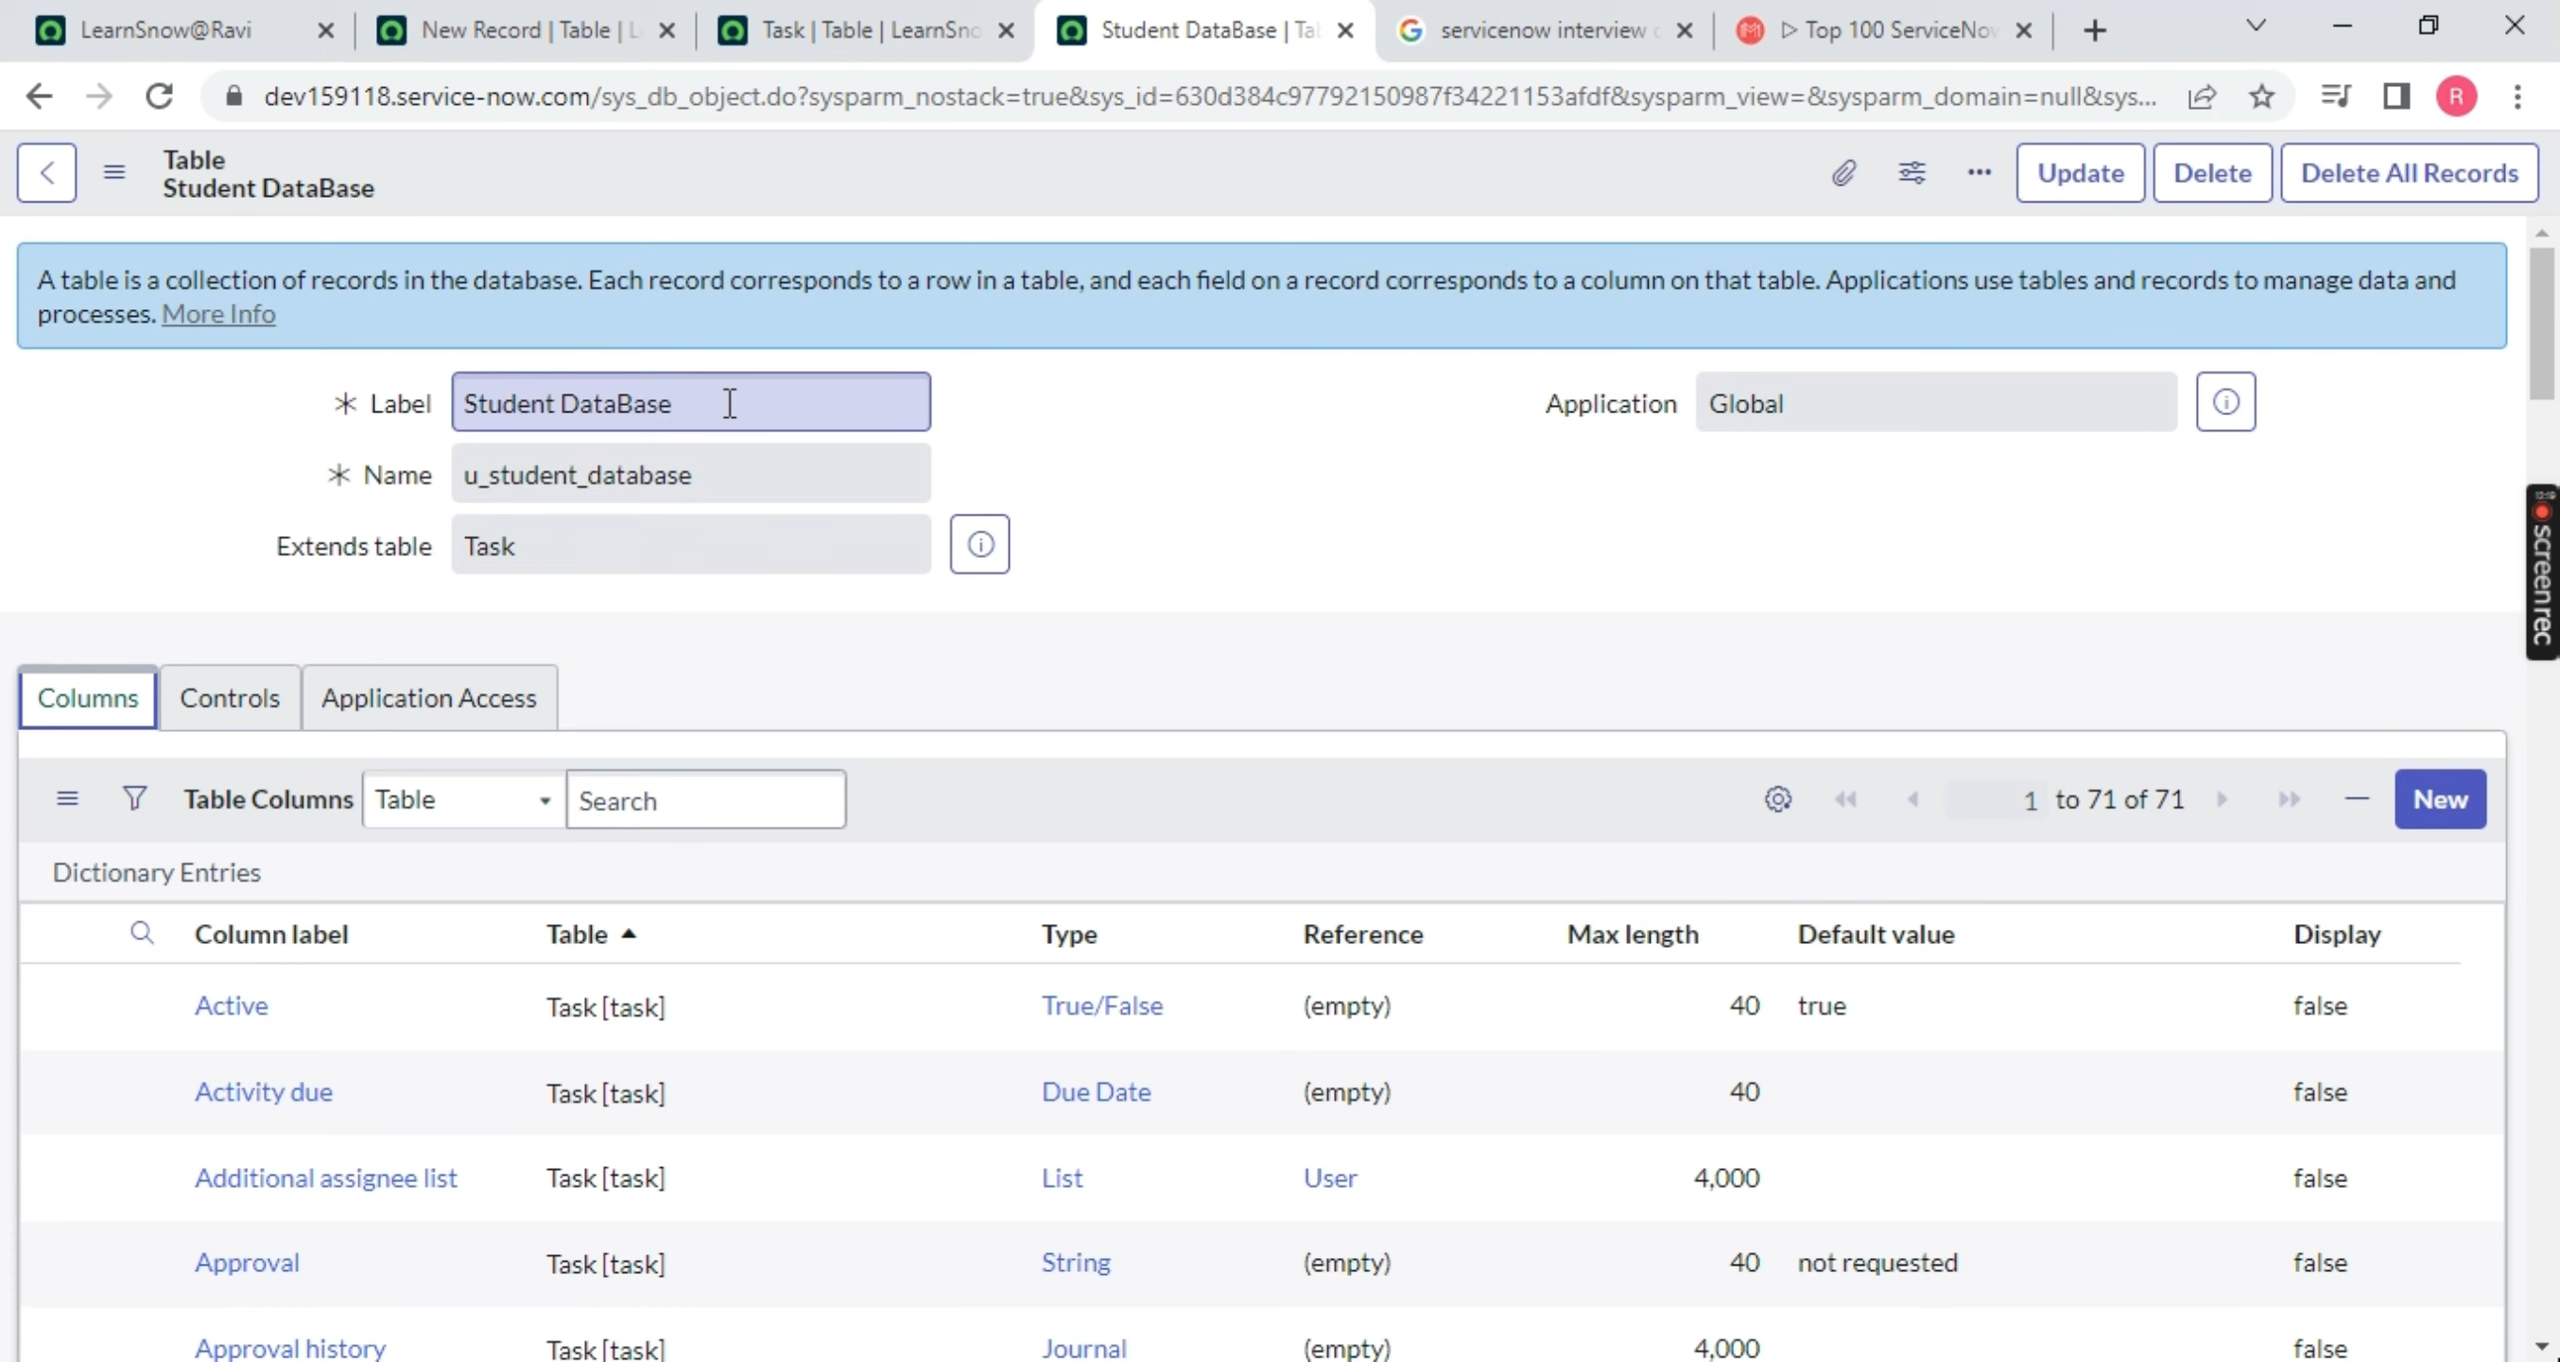 LearnSnow@Ravi
New Record | Table | L
Task | Table | LearnSno
Student DataBase | Tab
servicenow interview
Top 100 ServiceNov
dev159118.service-now.com/sys_db_object.do?sysparm_nostack=true&sys_id=630d384c97792150987f34221153afdf&sysparm_view=&sysparm_domain=null&sys...
R
Table
Student DataBase
Update
Delete
Delete All Records
A table is a collection of records in the database. Each record corresponds to a row in a table, and each field on a record corresponds to a column on that table. Applications use tables and records to manage data and
processes. More Info
Label Student DataBase
Application Global
Name u_student_database
Extends table Task
screenrec
Columns Controls Application Access
Table Columns Table Search 1 to 71 of 71 New
Dictionary Entries
Column label Table Type Reference Max length Default value Display
Active Task [task] True/False (empty) 40 true false
Activity due Task [task] Due Date (empty) 40 false
Additional assignee list Task [task] List User 4,000 false
Approval Task [task] String (empty) 40 not requested false
Approval history Task [task] Journal (empty) 4,000 false